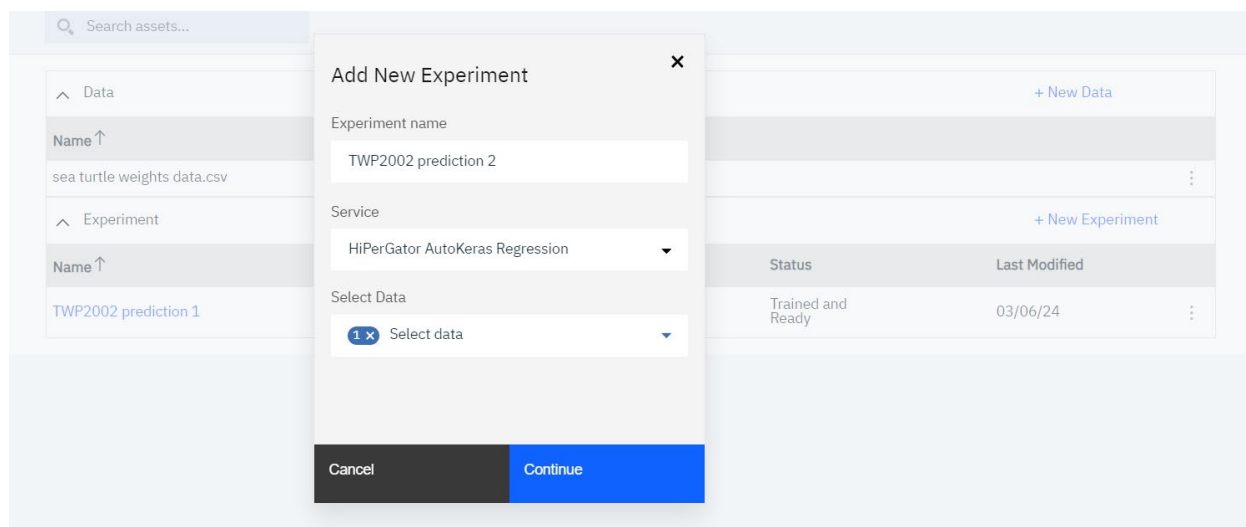 Search assets...
Add New Experiment
Data
+ New Data
Experiment name
Name
TWP2002 prediction 2
sea turtle weights data.csv
Service
Experiment
+ New Experiment
HiPerGator AutoKeras Regression
Name
Status
Last Modified
Select Data
TWP2002 prediction 1
Trained and
Ready
03/06/24
1 × Select data
Cancel
Continue